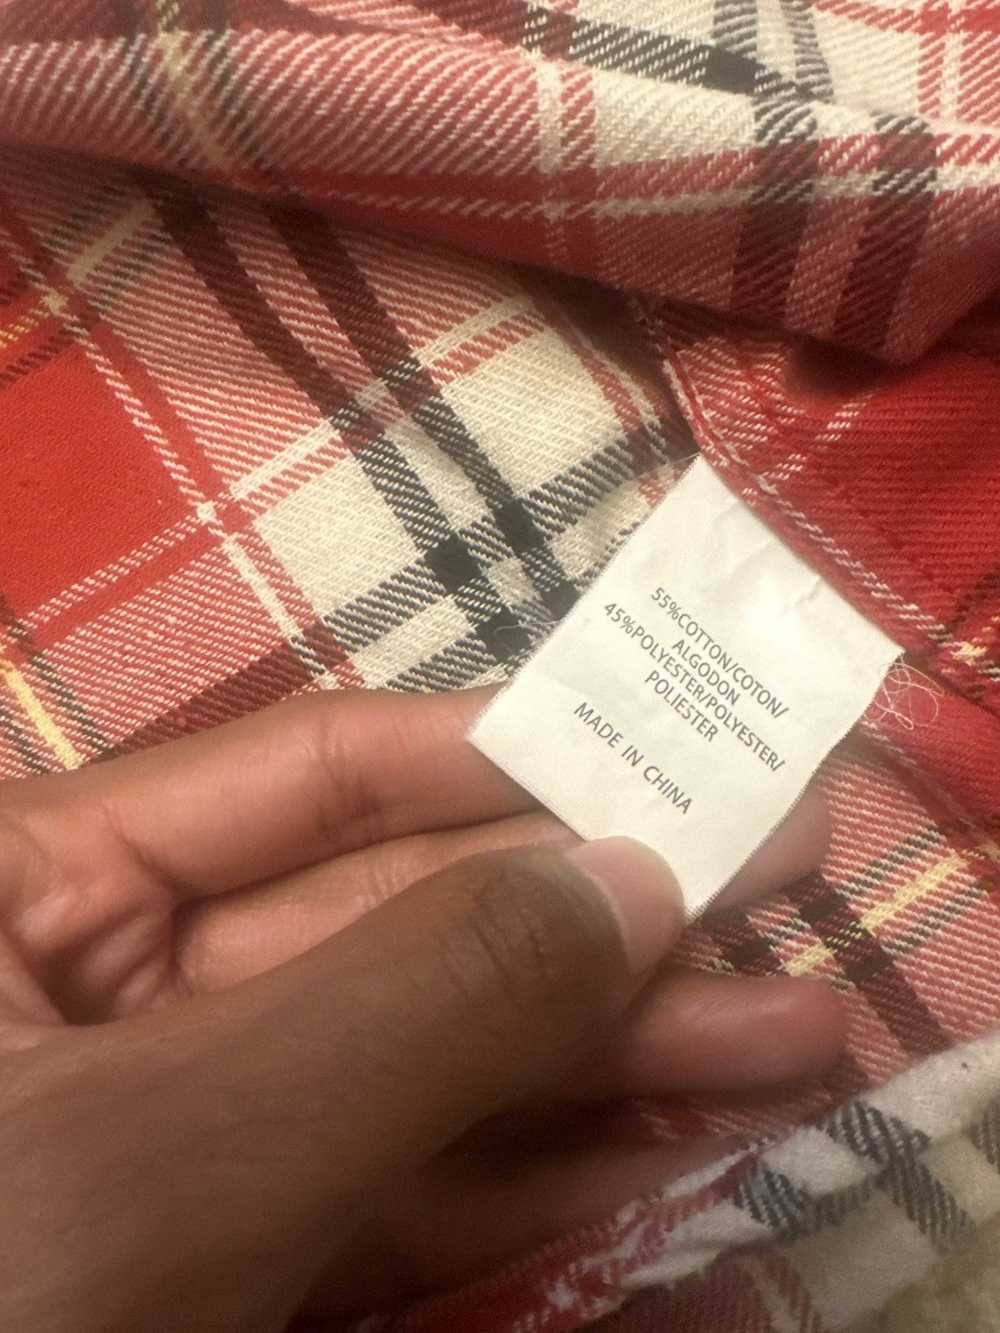 55%COTTON/COTON/
ALGODON
45%POLYESTER/POLYESTER/
POLIESTER
MADE IN CHINA